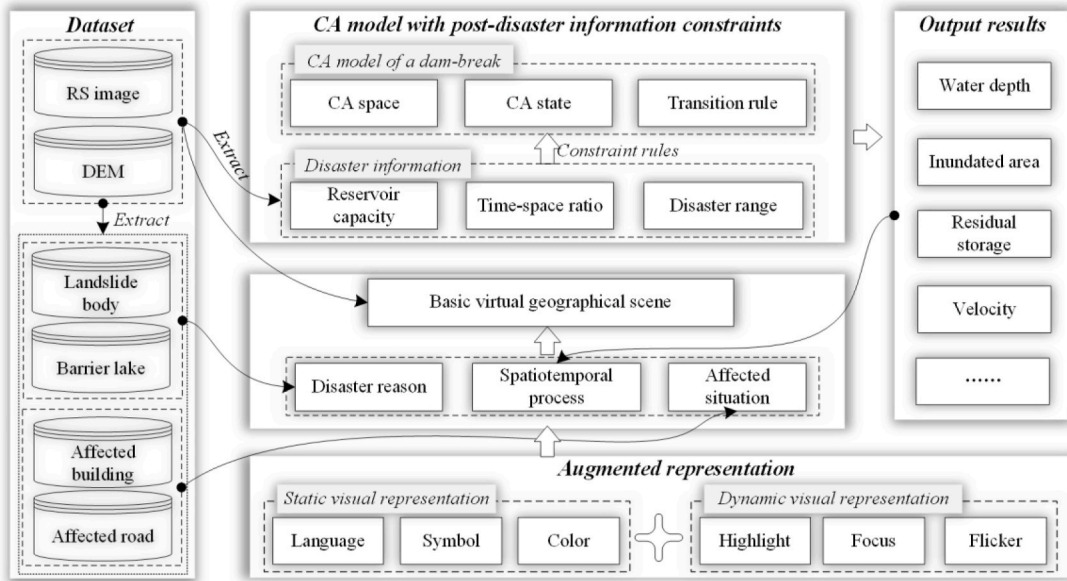 Dataset
RS image
DEM
Extract
Landslide
body
Barrier lake
Affected
building
Affected road
CA model with post-disaster information constraints
CA model of a dam-break
CA space
CA state
Transition rule
Extract
Constraint rules
Disaster information
Reservoir
capacity
Time-space ratio
Disaster range
Basic virtual geographical scene
Disaster reason
Spatiotemporal
process
Affected
situation
Augmented representation
Static visual representation
Language
Symbol
Color
Dynamic visual representation
Highlight
Focus
Flicker
Output results
Water depth
Inundated area
Residual
storage
Velocity
……